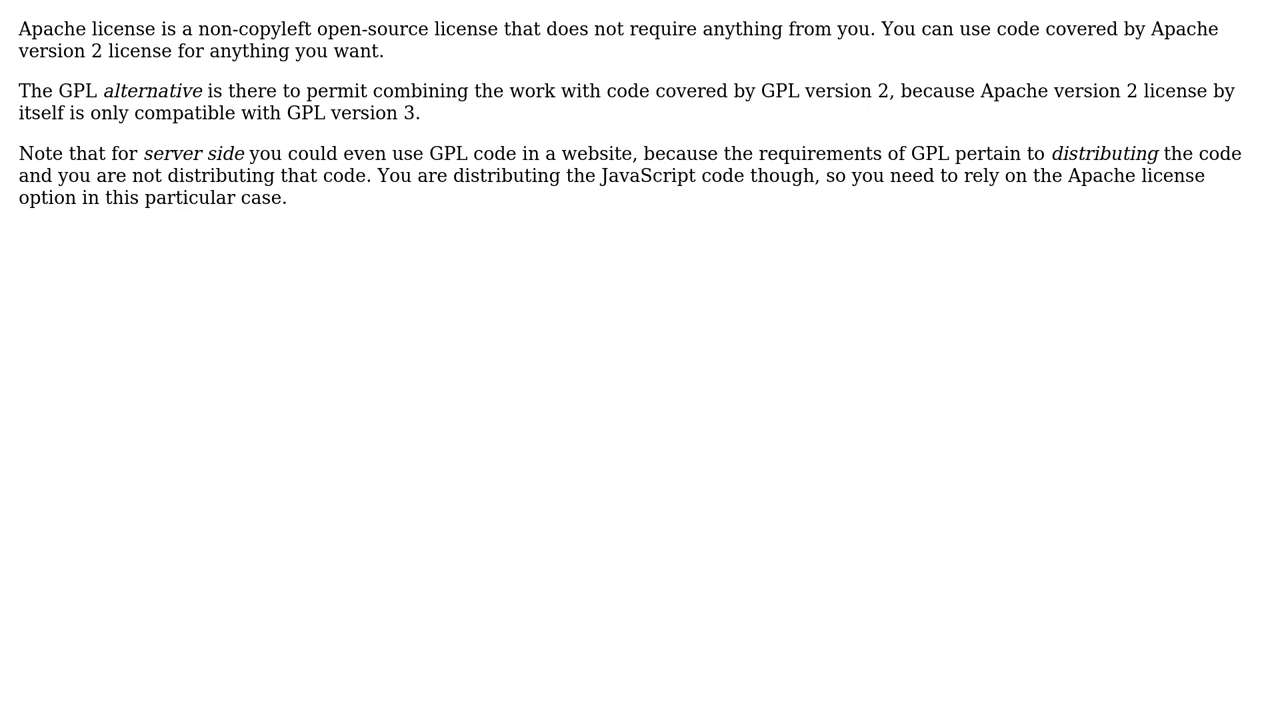 Apache license is a non-copyleft open-source license that does not require anything from you. You can use code covered by Apache
version 2 license for anything you want.
The GPL alternative is there to permit combining the work with code covered by GPL version 2, because Apache version 2 license by
itself is only compatible with GPL version 3.
Note that for server side you could even use GPL code in a website, because the requirements of GPL pertain to distributing the code
and you are not distributing that code. You are distributing the JavaScript code though, so you need to rely on the Apache license
option in this particular case.